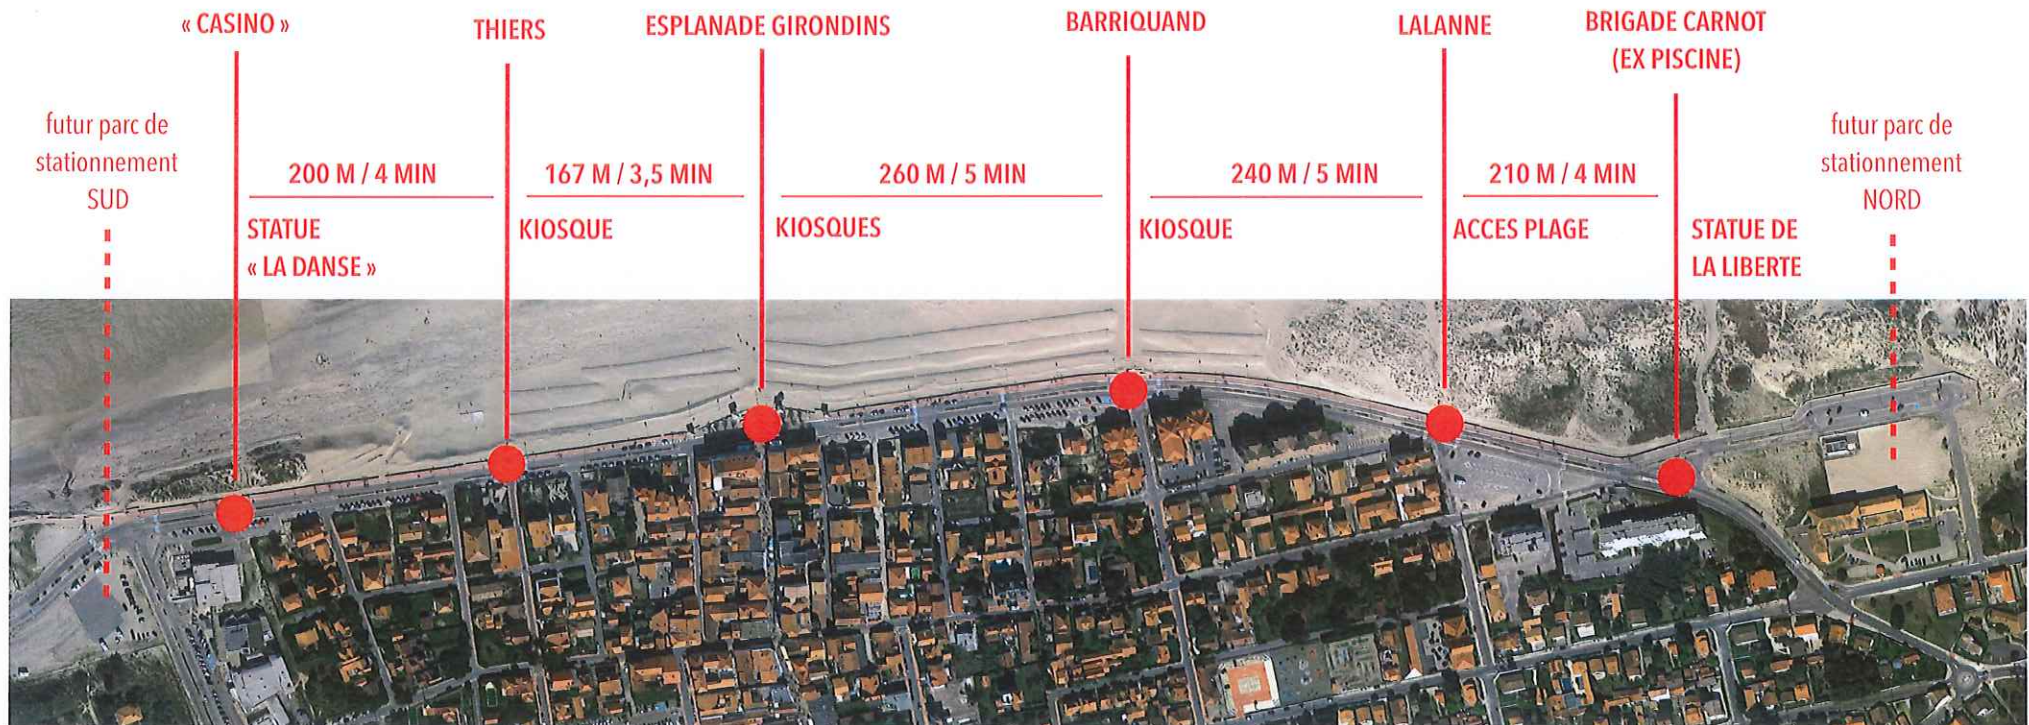 « CASINO »
THIERS
ESPLANADE GIRONDINS
BARRIQUAND
LALANNE
BRIGADE CARNOT
(EX PISCINE)
futur parc de
stationnement
SUD
200 M / 4 MIN
167 M / 3,5 MIN
260 M / 5 MIN
240 M / 5 MIN
210 M / 4 MIN
futur parc de
stationnement
NORD
STATUE
« LA DANSE »
KIOSQUE
KIOSQUES
KIOSQUE
ACCES PLAGE
STATUE DE
LA LIBERTE